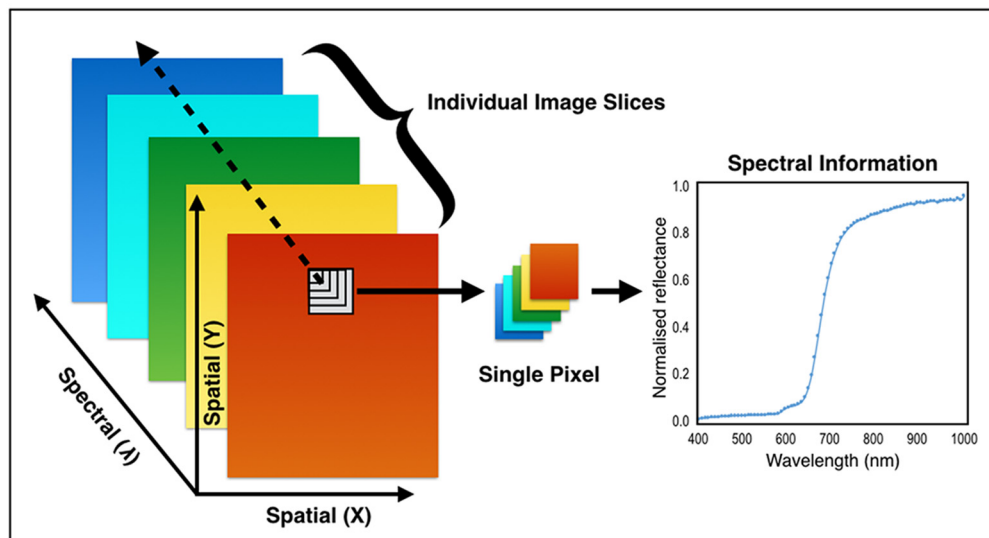 Individual Image Slices
Spectral Information
Single Pixel
Spectral (λ)
Spatial (Y)
Spatial (X)
Normalised reflectance
1.0
0.8
0.6
0.4
0.2
0.0
400 500 600 700 800 900 1000
Wavelength (nm)